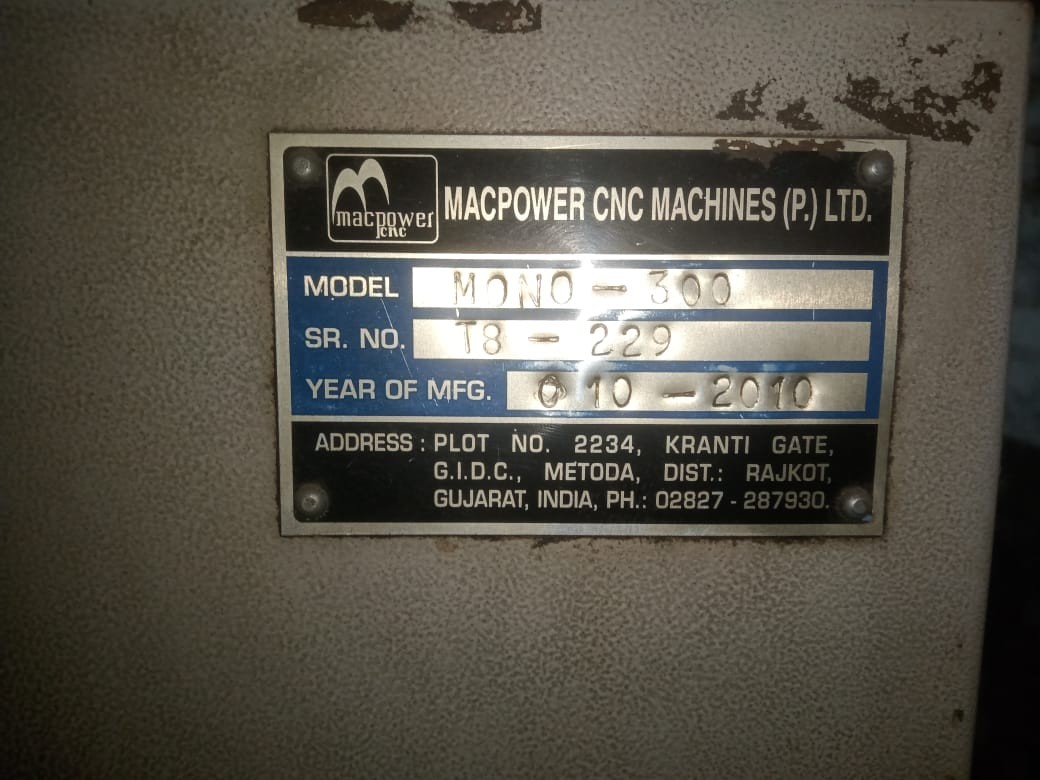 macpower
cnc
MACPOWER CNC MACHINES (P.) LTD.
MODEL MONO - 300
SR. NO. T8 - 229
YEAR OF MFG. 10 - 2010
ADDRESS : PLOT NO. 2234, KRANTI GATE,
G.I.D.C., METODA, DIST.: RAJKOT,
GUJARAT, INDIA, PH.: 02827 - 287930.